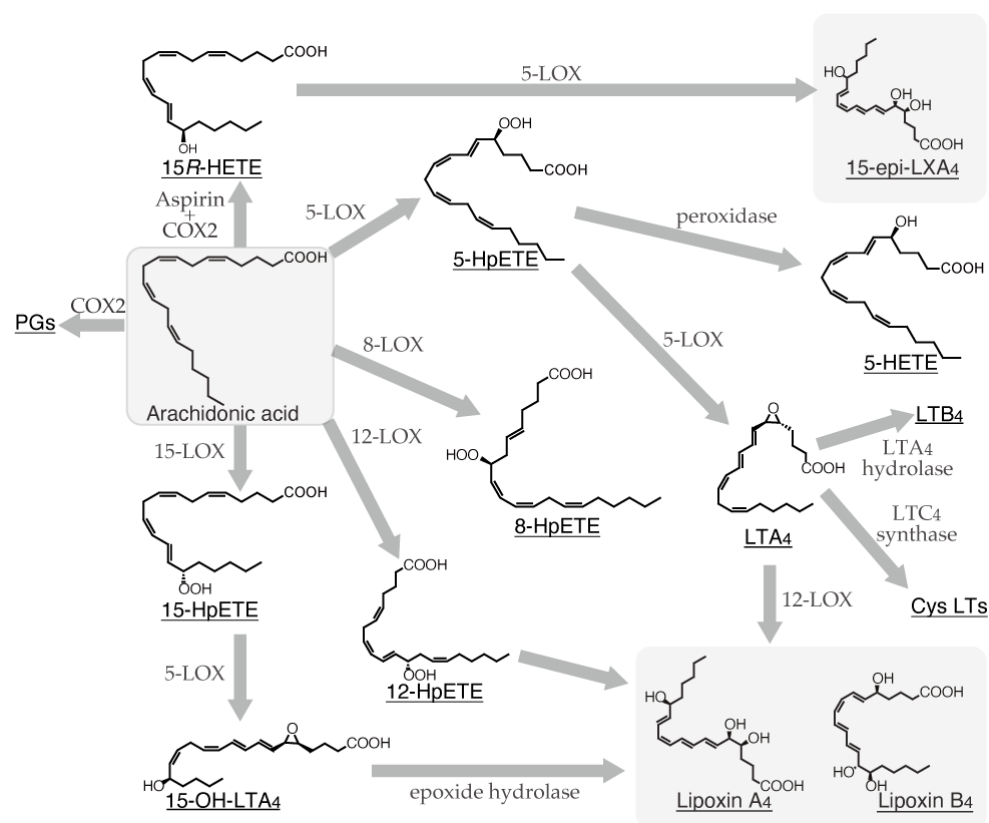 COOH
OH
15R-HETE
5-LOX
HO
OH
OH
COOH
15-epi-LXA4
Aspirin
+
COX2
5-LOX
OOH
COOH
5-HpETE
peroxidase
OH
COOH
5-HETE
COOH
Arachidonic acid
COX2
PGs
8-LOX
5-LOX
COOH
HOO
8-HpETE
15-LOX
12-LOX
O
COOH
LTA4
LTB4
LTA4
hydrolase
LTC4
synthase
Cys LTs
COOH
OOH
15-HpETE
12-LOX
COOH
OOH
12-HpETE
5-LOX
O
COOH
HO
15-OH-LTA4
epoxide hydrolase
HO
OH
OH
COOH
Lipoxin A4
OH
COOH
HO
OH
Lipoxin B4